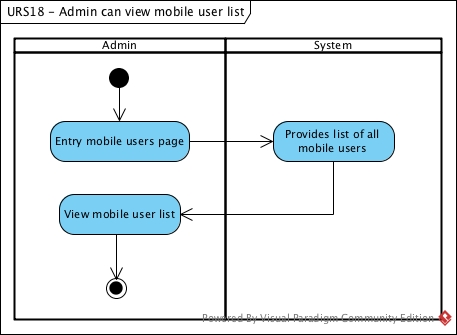 URS18 - Admin can view mobile user list
Admin
System
Entry mobile users page
Provides list of all
mobile users
View mobile user list
Powered By Visual Paradigm Community Edition